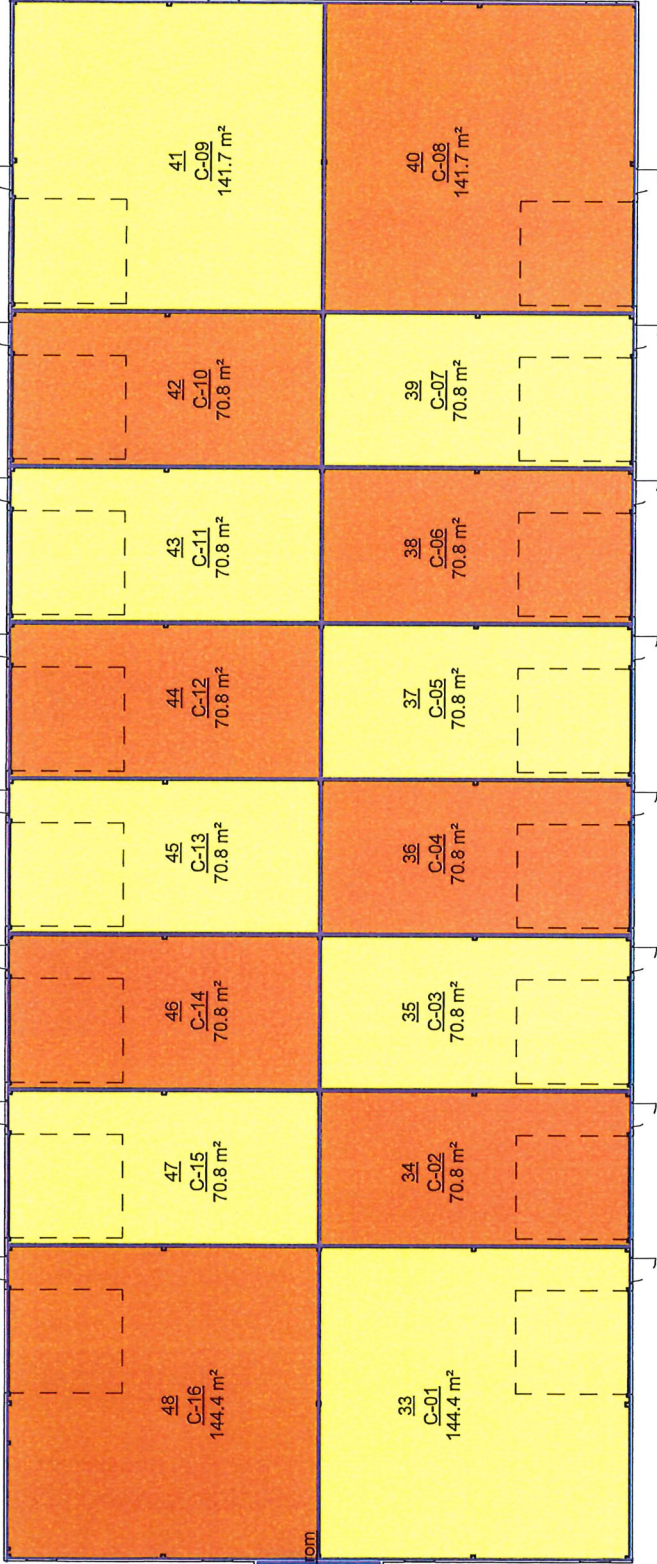 41
C-09
141.7 m²
40
C-08
141.7 m²
42
C-10
70.8 m²
39
C-07
70.8 m²
43
C-11
70.8 m²
38
C-06
70.8 m²
44
C-12
70.8 m²
37
C-05
70.8 m²
45
C-13
70.8 m²
36
C-04
70.8 m²
46
C-14
70.8 m²
35
C-03
70.8 m²
47
C-15
70.8 m²
34
C-02
70.8 m²
48
C-16
144.4 m²
33
C-01
144.4 m²
rom